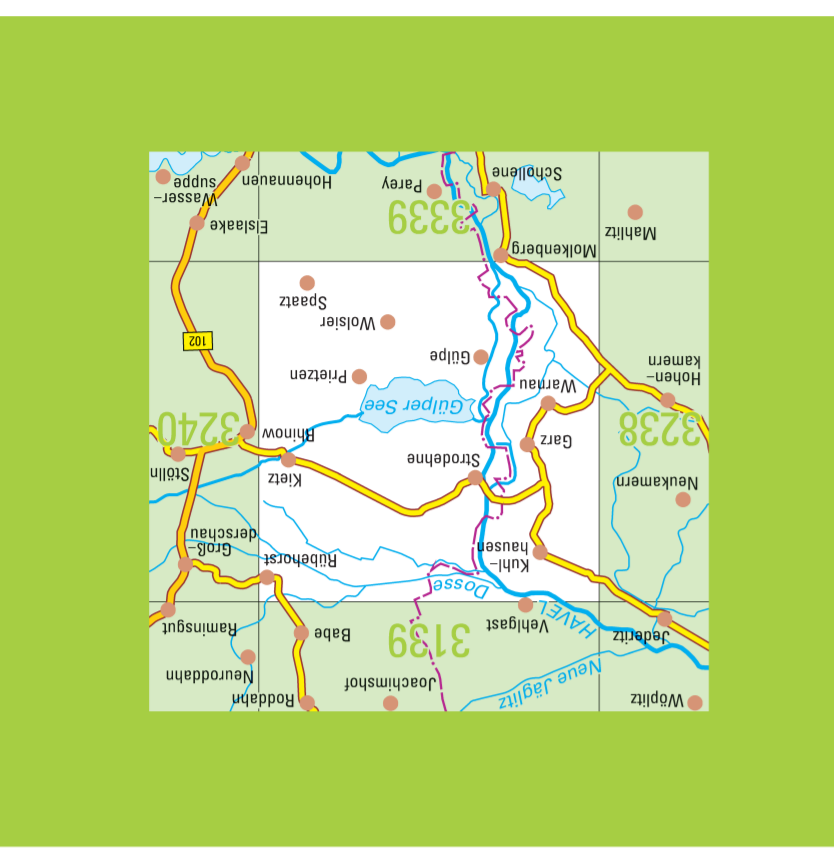 Wöplitz
Neue Jäglitz
Joachimshof
Roddahn
Neuroddahn
Jederitz
HAVEL
Vehlgast
3139
Babe
Raminsgut
Dosse
Kuhl-
hausen
Rübehorst
Groß-
derschau
Neukamern
Strodehne
Kietz
Stölln
3238
Garz
Rhinow
3240
Hohen-
kamern
Warnau
Gülper See
Prietzen
Gülpe
102
Wolsier
Spaatz
Molkenberg
Mahlitz
3339
Elslaake
Schollene
Parey
Hohennauen
Wasser-
suppe